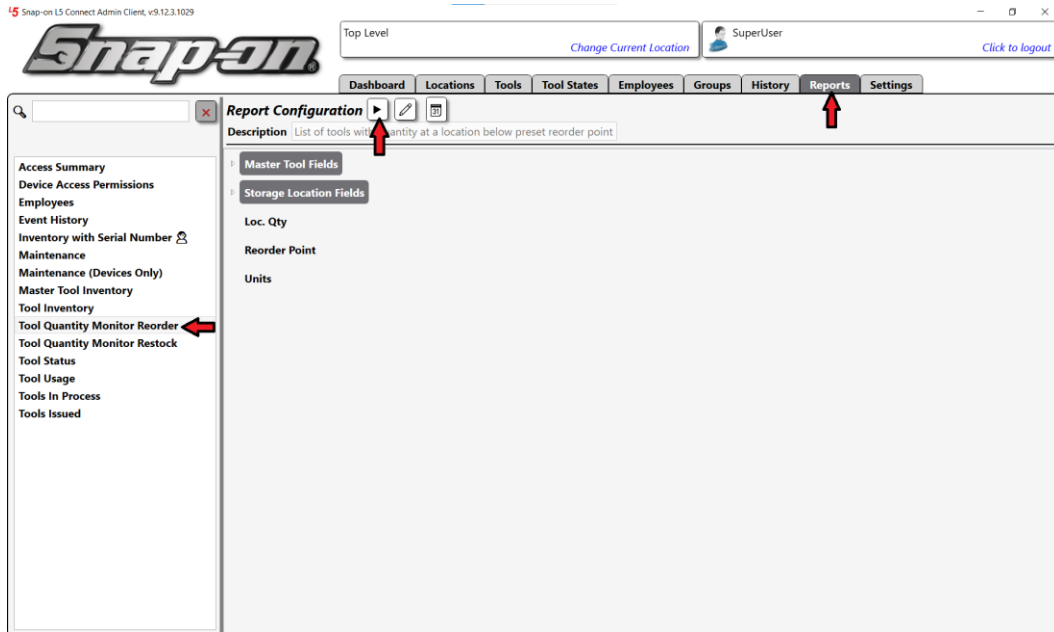 L5 Snap-on L5 Connect Admin Client, v:9.12.3.1029
Snap-on®
Top Level
Change Current Location
SuperUser
Click to logout
Dashboard Locations Tools Tool States Employees Groups History Reports Settings
Report Configuration
31
Description List of tools with quantity at a location below preset reorder point
Access Summary
Device Access Permissions
Employees
Event History
Inventory with Serial Number
Maintenance
Maintenance (Devices Only)
Master Tool Inventory
Tool Inventory
Tool Quantity Monitor Reorder
Tool Quantity Monitor Restock
Tool Status
Tool Usage
Tools In Process
Tools Issued
Master Tool Fields
Storage Location Fields
Loc. Qty
Reorder Point
Units